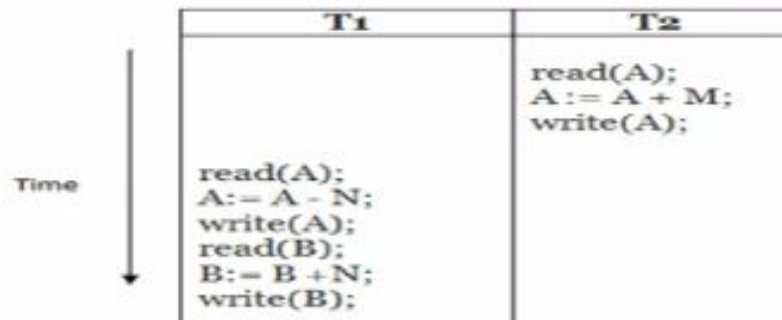 T1 T2
read(A);
A := A + M;
write(A);
Time
read(A);
A:= A - N;
write(A);
read(B);
B:= B +N;
write(B);